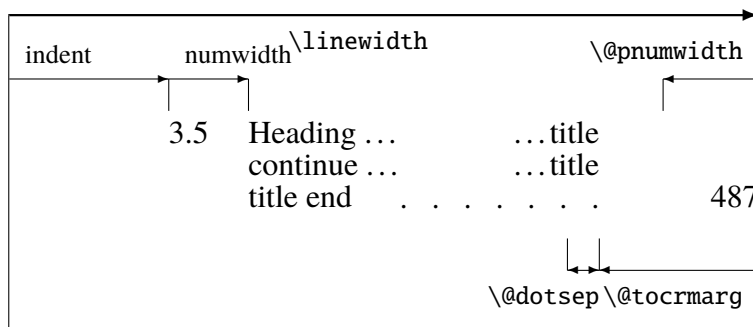 \linewidth
indent numwidth \@pnumwidth
3.5 Heading ... ...title
continue ... ...title
title end . . . . . . . 487
\@dotsep \@tocrmarg